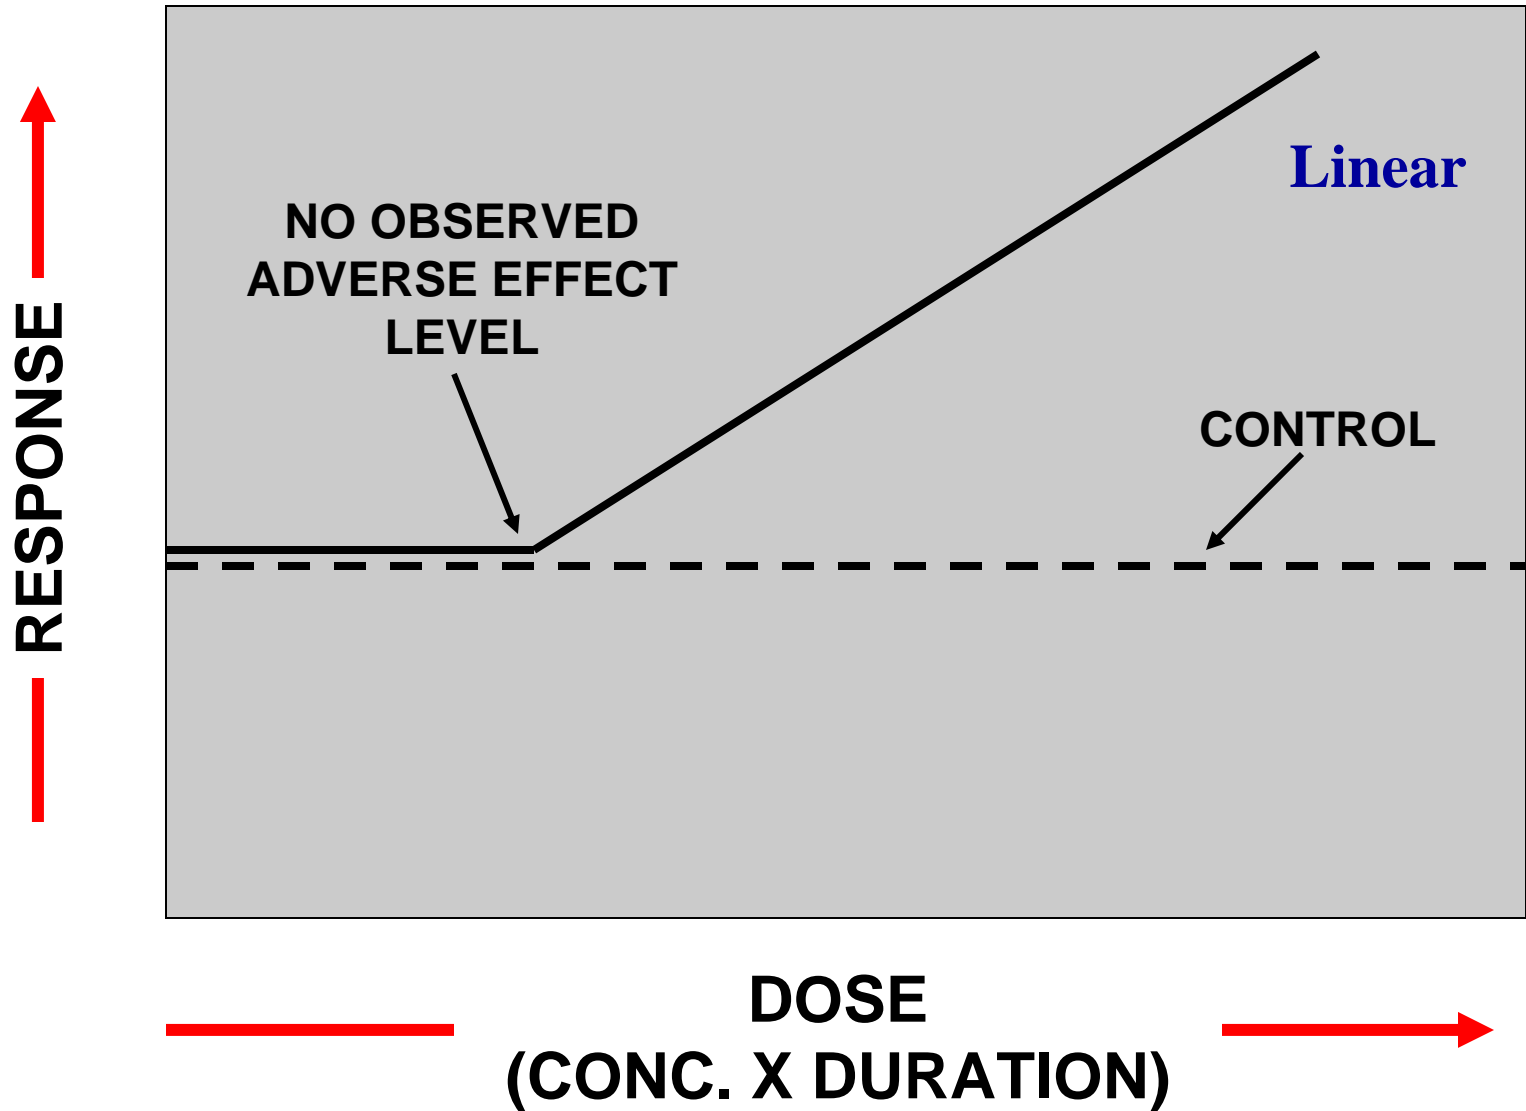 Linear
NO OBSERVED
ADVERSE EFFECT
LEVEL
CONTROL
RESPONSE
DOSE
(CONC. X DURATION)